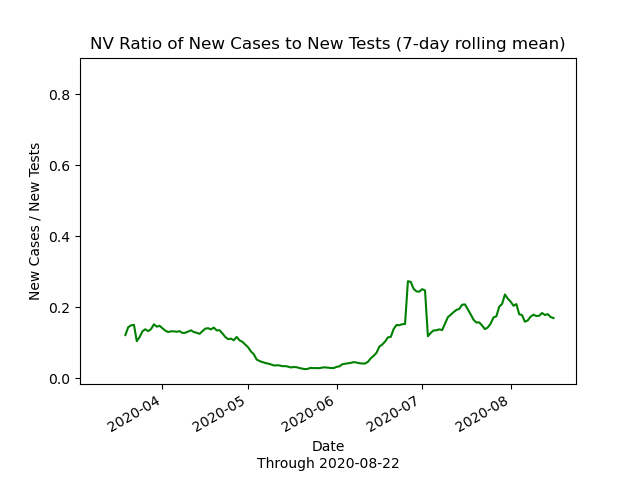 NV Ratio of New Cases to New Tests (7-day rolling mean)
0.8
0.6
0.4
0.2
0.0
New Cases / New Tests
2020-04
2020-05
2020-06
2020-07
2020-08
Date
Through 2020-08-22